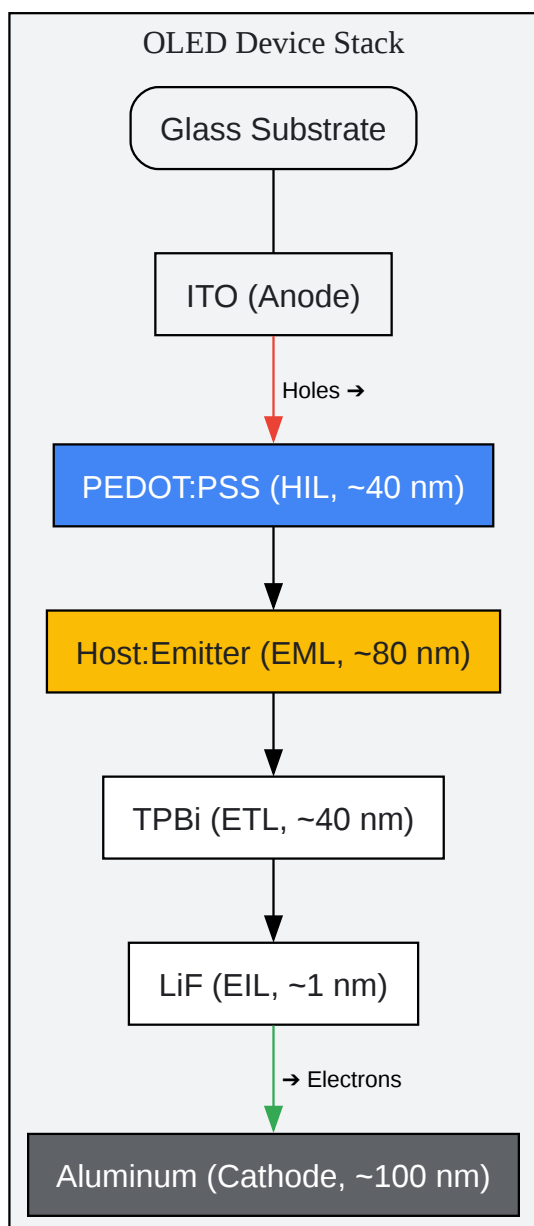 OLED Device Stack
Glass Substrate
ITO (Anode)
Holes ➔
PEDOT:PSS (HIL, ~40 nm)
Host:Emitter (EML, ~80 nm)
TPBi (ETL, ~40 nm)
LiF (EIL, ~1 nm)
➔ Electrons
Aluminum (Cathode, ~100 nm)